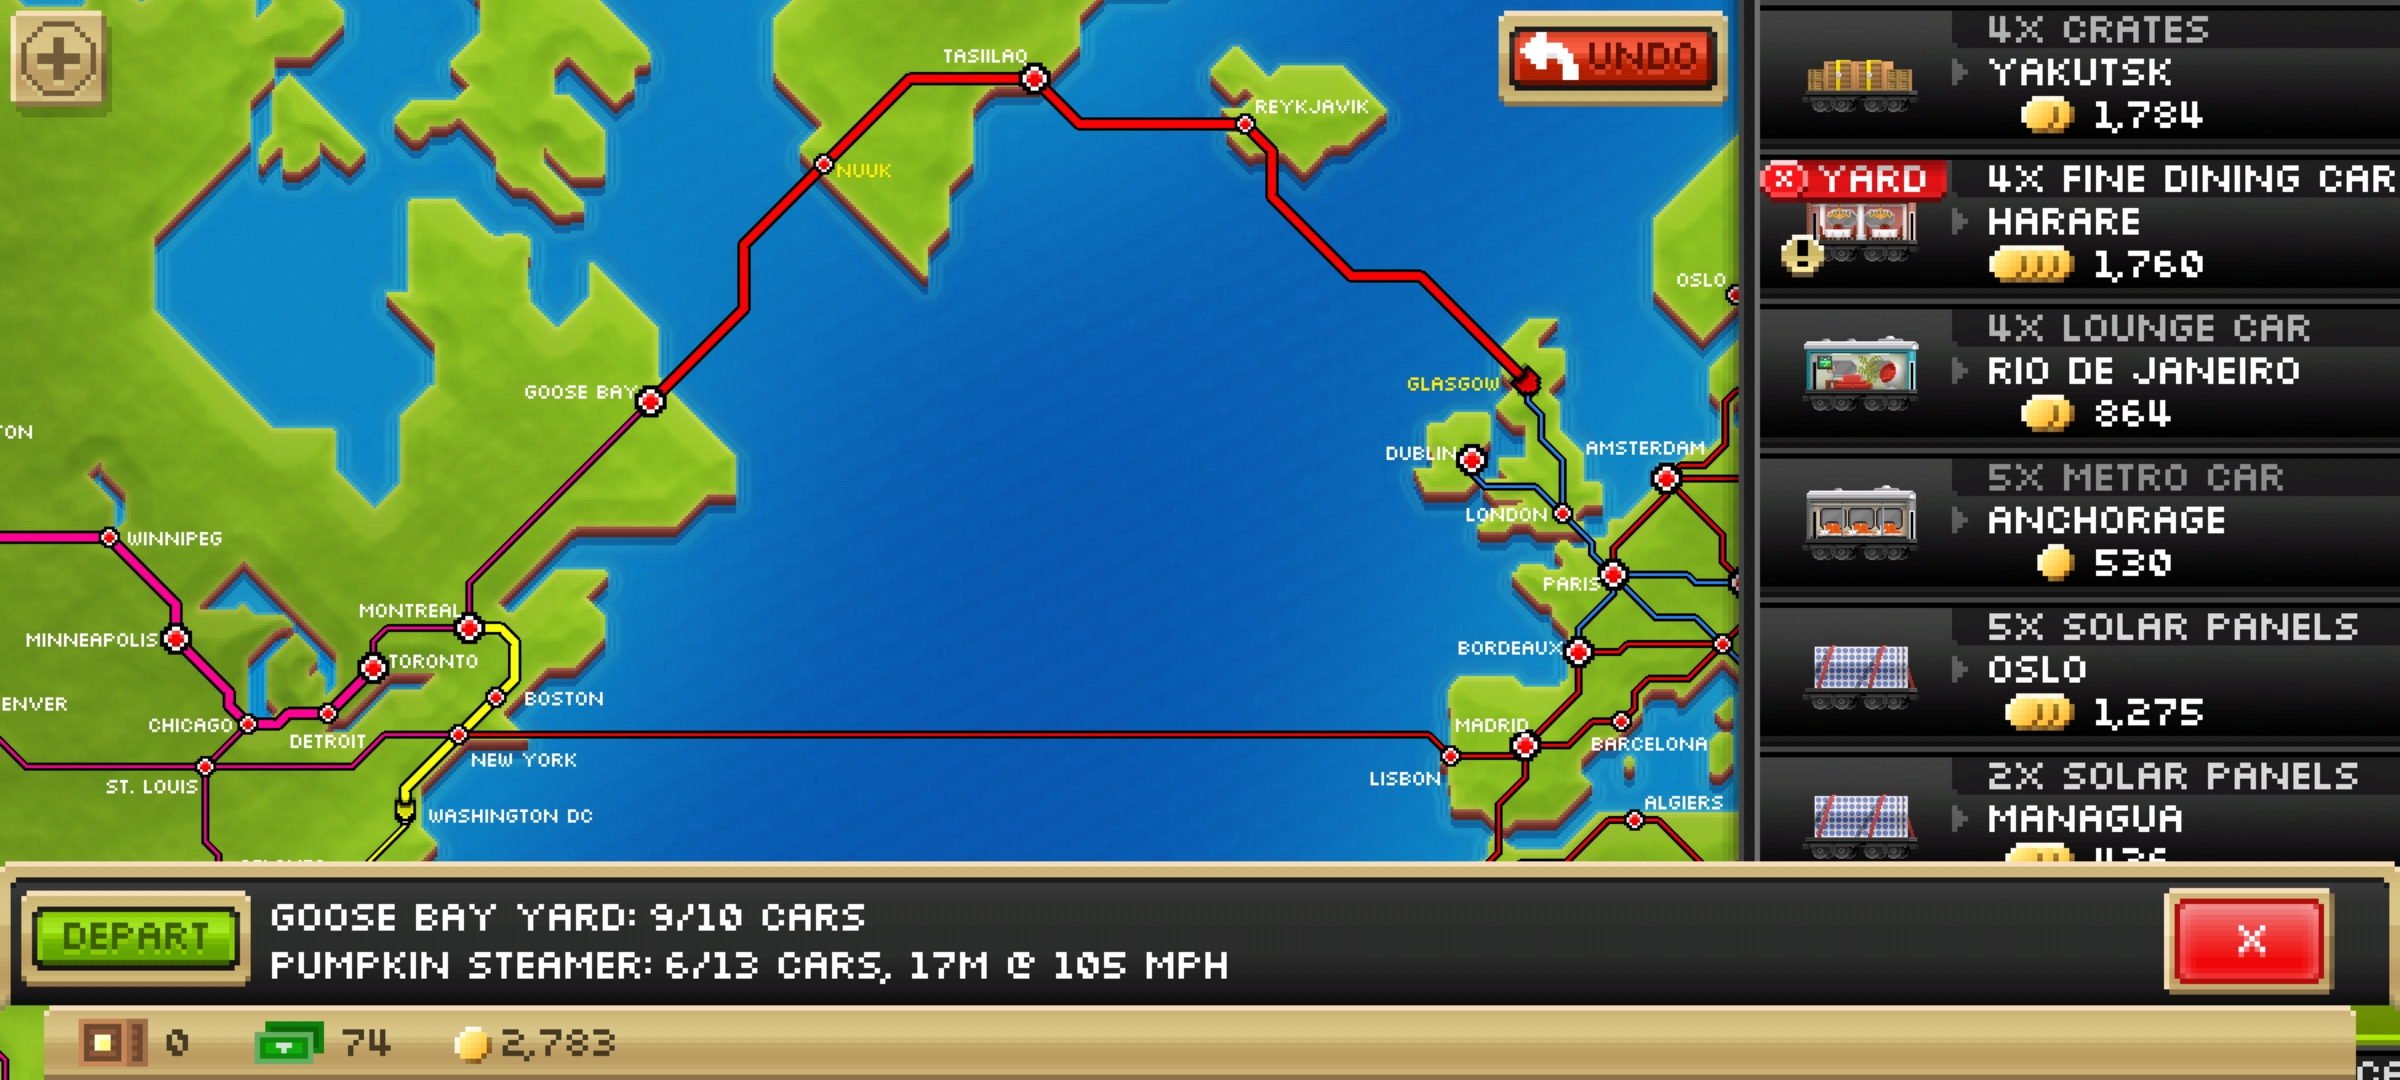 TASIILAQ
REYKJAVIK
NUUK
UNDO
OSLO
GOOSE BAY
GLASGOW
AMSTERDAM
DUBLIN
LONDON
WINNIPEG
PARIS
MONTREAL
MINNEAPOLIS
TORONTO
BORDEAUX
BOSTON
ENVER
CHICAGO
MADRID
DETROIT
BARCELONA
NEW YORK
LISBON
ST. LOUIS
ALGIERS
WASHINGTON DC
4X CRATES
YAKUTSK
1,784
YARD
4X FINE DINING CAR
HARARE
1,760
4X LOUNGE CAR
RIO DE JANEIRO
864
5X METRO CAR
ANCHORAGE
530
5X SOLAR PANELS
OSLO
1,275
2X SOLAR PANELS
MANAGUA
DEPART
GOOSE BAY YARD: 9/10 CARS
PUMPKIN STEAMER: 6/13 CARS, 17M @ 105 MPH
X
0
74
2,783